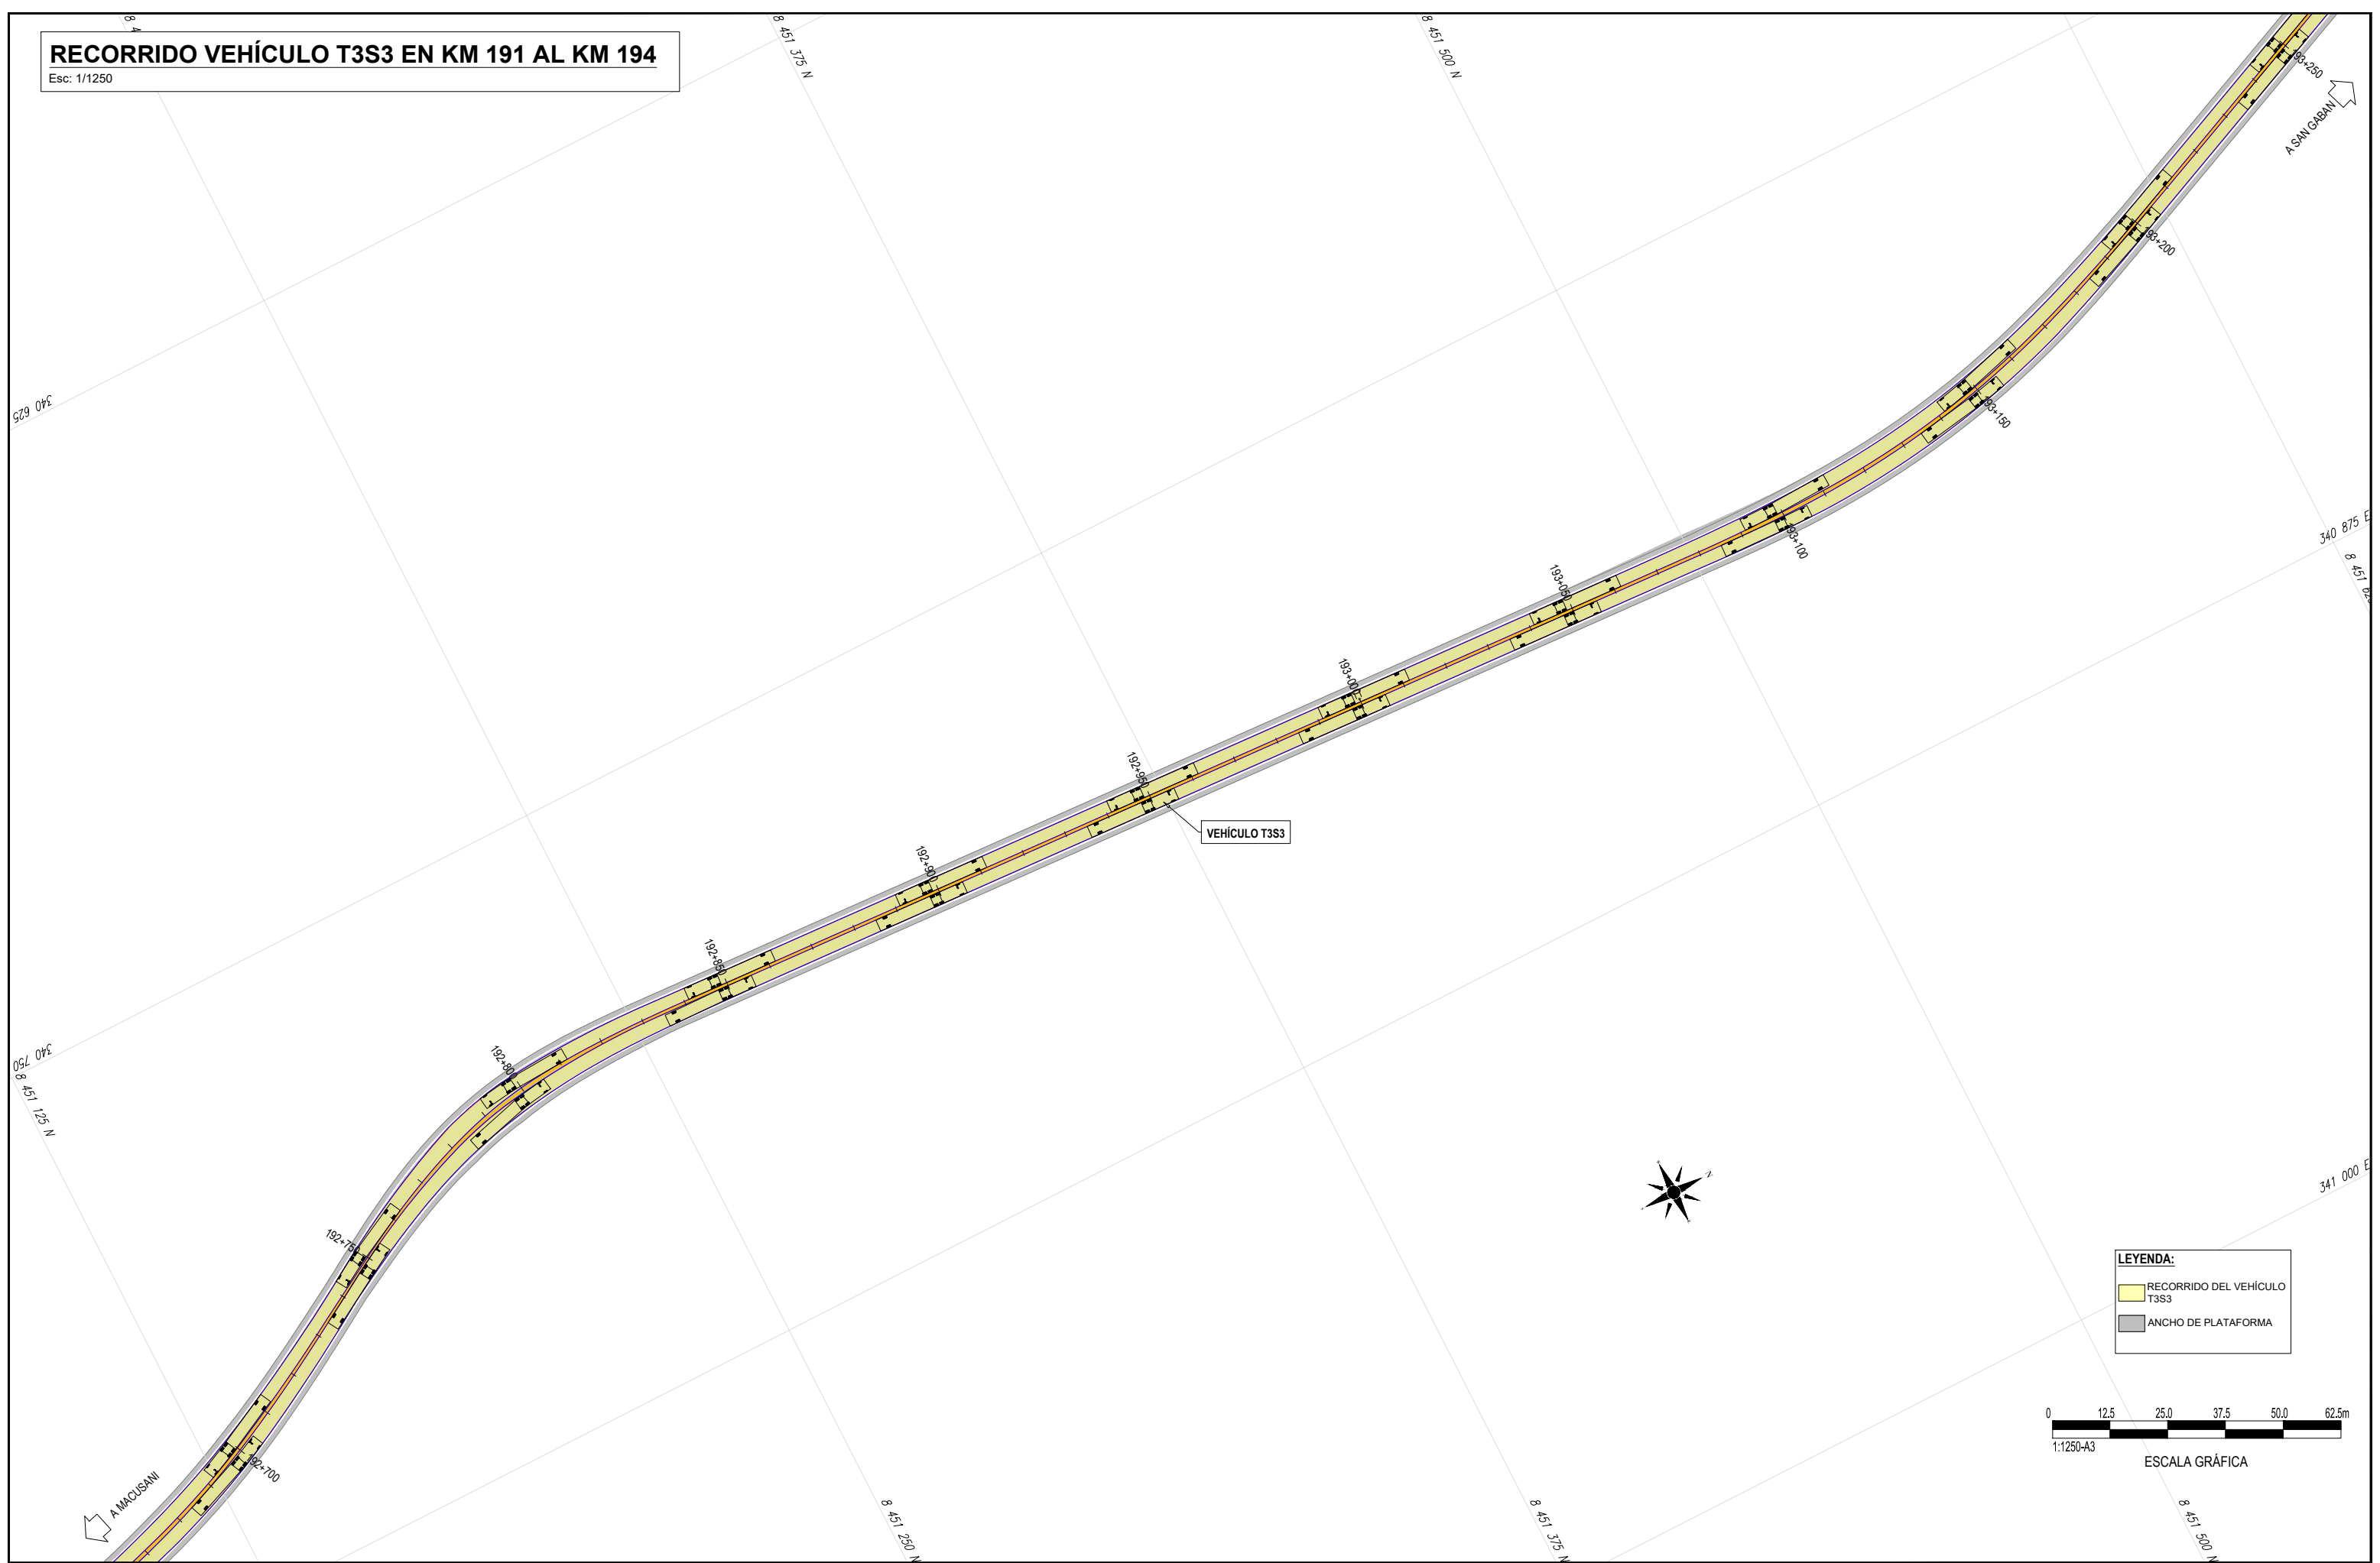 RECORRIDO VEHÍCULO T3S3 EN KM 191 AL KM 194
Esc: 1/1250
8 451 375 N
8 451 500 N
193+250
A SAN GABAN
193+200
340 625
193+150
340 875 E
193+100
193+050
193+000
192+950
VEHÍCULO T3S3
192+900
192+850
192+800
340 750
8 451 125 N
N
341 000 E
192+750
LEYENDA:
RECORRIDO DEL VEHÍCULO
T3S3
ANCHO DE PLATAFORMA
192+700
0 12.5 25.0 37.5 50.0 62.5m
1:1250-A3
ESCALA GRÁFICA
A MACUSANI
8 451 250 N
8 451 375 N
8 451 500 N